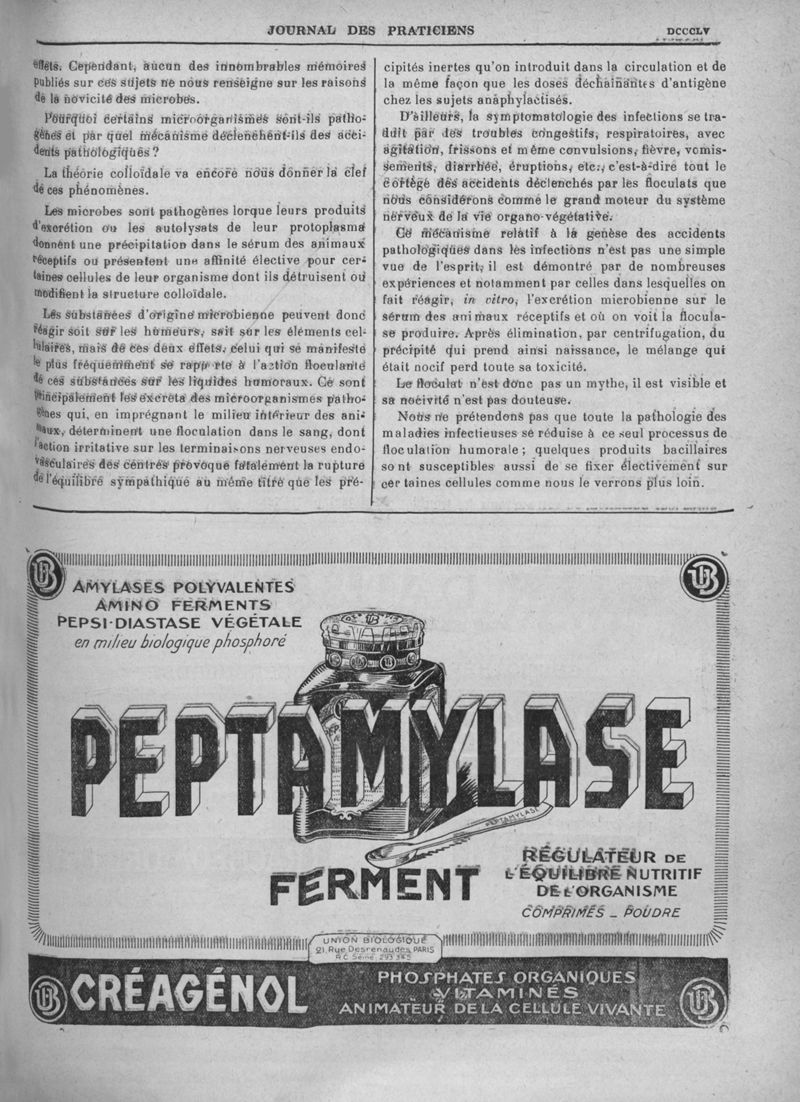 JOURNAL DES PRATICIENS
DCCCLV
effets. Cependant, aucun des innombrables mémoires
publiés sur ces sujets ne nous renseigne sur les raisons
de la novicité des microbes.
Pourquoi certains microorganismes sont-ils patho-
gènes et par quel mécanisme déclenchent-ils des acci-
dents pathologiques ?
La théorie colloïdale va encore nous donner la clef
de ces phénomènes.
Les microbes sont pathogènes lorque leurs produits
d'excrétion ou les autolysats de leur protoplasma
donnent une précipitation dans le sérum des animaux
réceptifs ou présentent une affinité élective pour cer-
taines cellules de leur organisme dont ils détruisent ou
modifient la structure colloïdale.
Les substances d'origine microbienne peuvent donc
réagir soit sur les humeurs, soit sur les éléments cel-
lulaires, mais de ces deux effets, celui qui se manifeste
le plus fréquemment se rapporte à l'action floculante
de ces substances sur les liquides humoraux. Ce sont
principalement les excreta des microorganismes patho-
gènes qui, en imprégnant le milieu intérieur des ani-
maux, déterminent une floculation dans le sang, dont
l'action irritative sur les terminaisons nerveuses endo-
vasculaires des centres provoque fatalement la rupture
de l'équilibre sympathique au même titre que les pré-
cipités inertes qu'on introduit dans la circulation et de
la même façon que les doses déchaînantes d'antigène
chez les sujets anaphylactisés.
D'ailleurs, la symptomatologie des infections se tra-
duit par des troubles congestifs, respiratoires, avec
agitation, frissons et même convulsions, fièvre, vomis-
sements, diarrhée, éruptions, etc., c'est-à-dire tout le
cortège des accidents déclenchés par les floculats que
nous considérons comme le grand moteur du système
nerveux de la vie organo-végétative.
Ce mécanisme relatif à la genèse des accidents
pathologiques dans les infections n'est pas une simple
vue de l'esprit, il est démontré par de nombreuses
expériences et notamment par celles dans lesquelles on
fait réagir, in vitro, l'excrétion microbienne sur le
sérum des animaux réceptifs et où on voit la flocula-
se produire. Après élimination, par centrifugation, du
précipité qui prend ainsi naissance, le mélange qui
était nocif perd toute sa toxicité.
Le floculat n'est donc pas un mythe, il est visible et
sa nocivité n'est pas douteuse.
Nous ne prétendons pas que toute la pathologie des
maladies infectieuses se réduise à ce seul processus de
floculation humorale ; quelques produits bacillaires
sont susceptibles aussi de se fixer électivement sur
certaines cellules comme nous le verrons plus loin.
AMYLASES POLYVALENTES
AMINO FERMENTS
PEPSI-DIASTASE VÉGÉTALE
en milieu biologique phosphoré
PEPTAMYLASE
PEPTAMYLASE
FERMENT
RÉGULATEUR DE
L'ÉQUILIBRE NUTRITIF
DE L'ORGANISME
COMPRIMÉS _ POUDRE
UNION BIOLOGIQUE
21, Rue Desrenaudes, PARIS
R.C. Seine 293 345
CRÉAGÉNOL
PHOSPHATES ORGANIQUES
VITAMINÉS
ANIMATEUR DE LA CELLULE VIVANTE